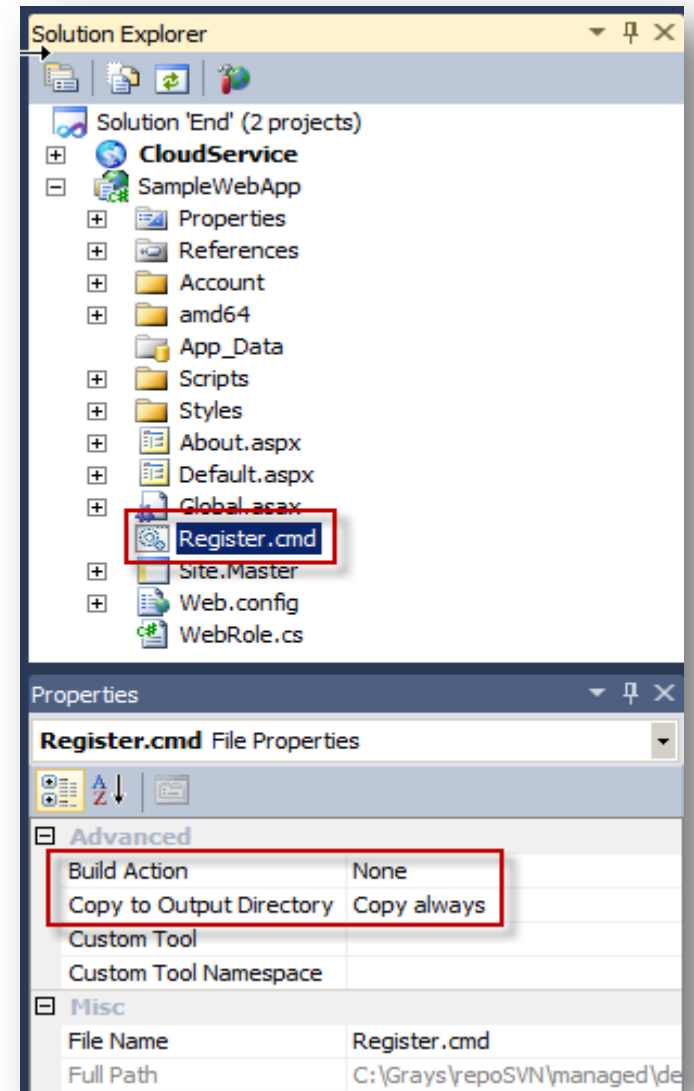 Solution Explorer
Solution 'End' (2 projects)
CloudService
SampleWebApp
Properties
References
Account
amd64
App_Data
Scripts
Styles
About.aspx
Default.aspx
Global.asax
Register.cmd
Site.Master
Web.config
WebRole.cs
Properties
Register.cmd File Properties
Advanced
Build Action None
Copy to Output Directory Copy always
Custom Tool
Custom Tool Namespace
Misc
File Name Register.cmd
Full Path C:\Grays\repoSVN\managed\de